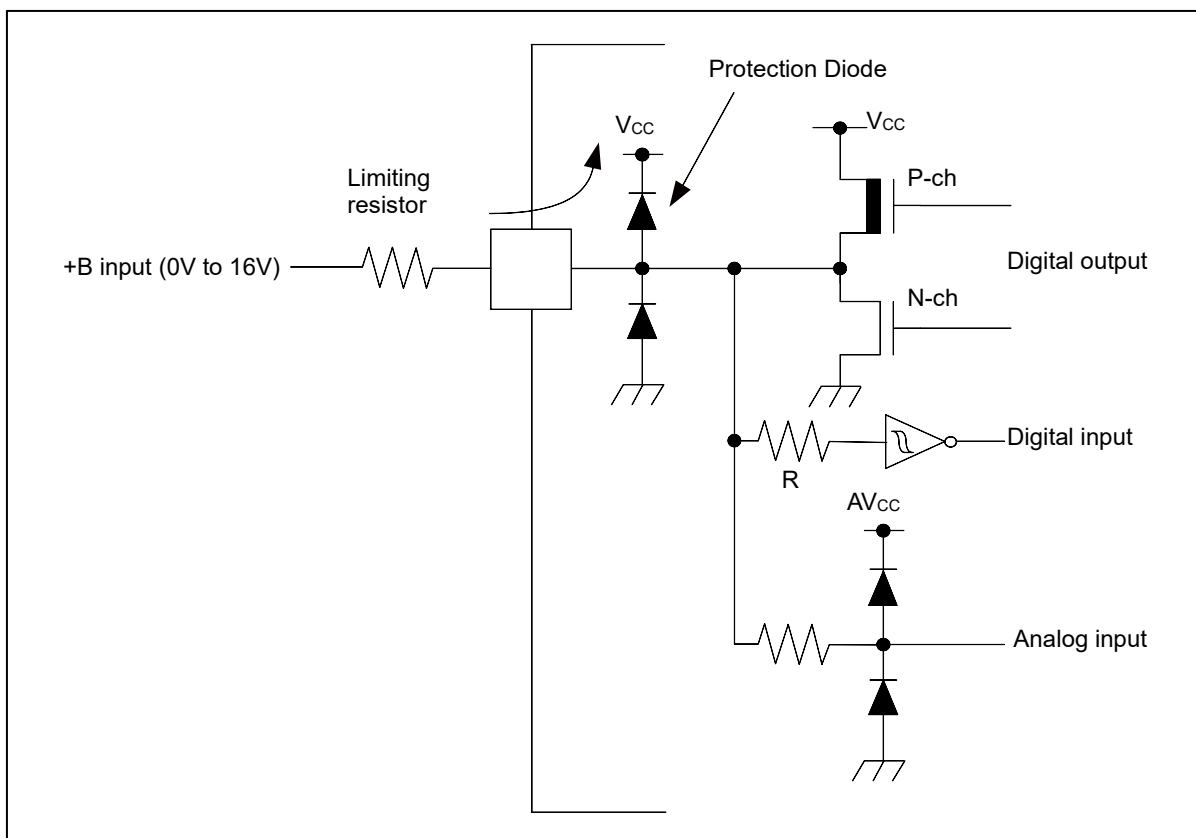 Protection Diode
VCC
VCC
Limiting
resistor
P-ch
+B input (0V to 16V)
Digital output
N-ch
Digital input
R
AVCC
Analog input